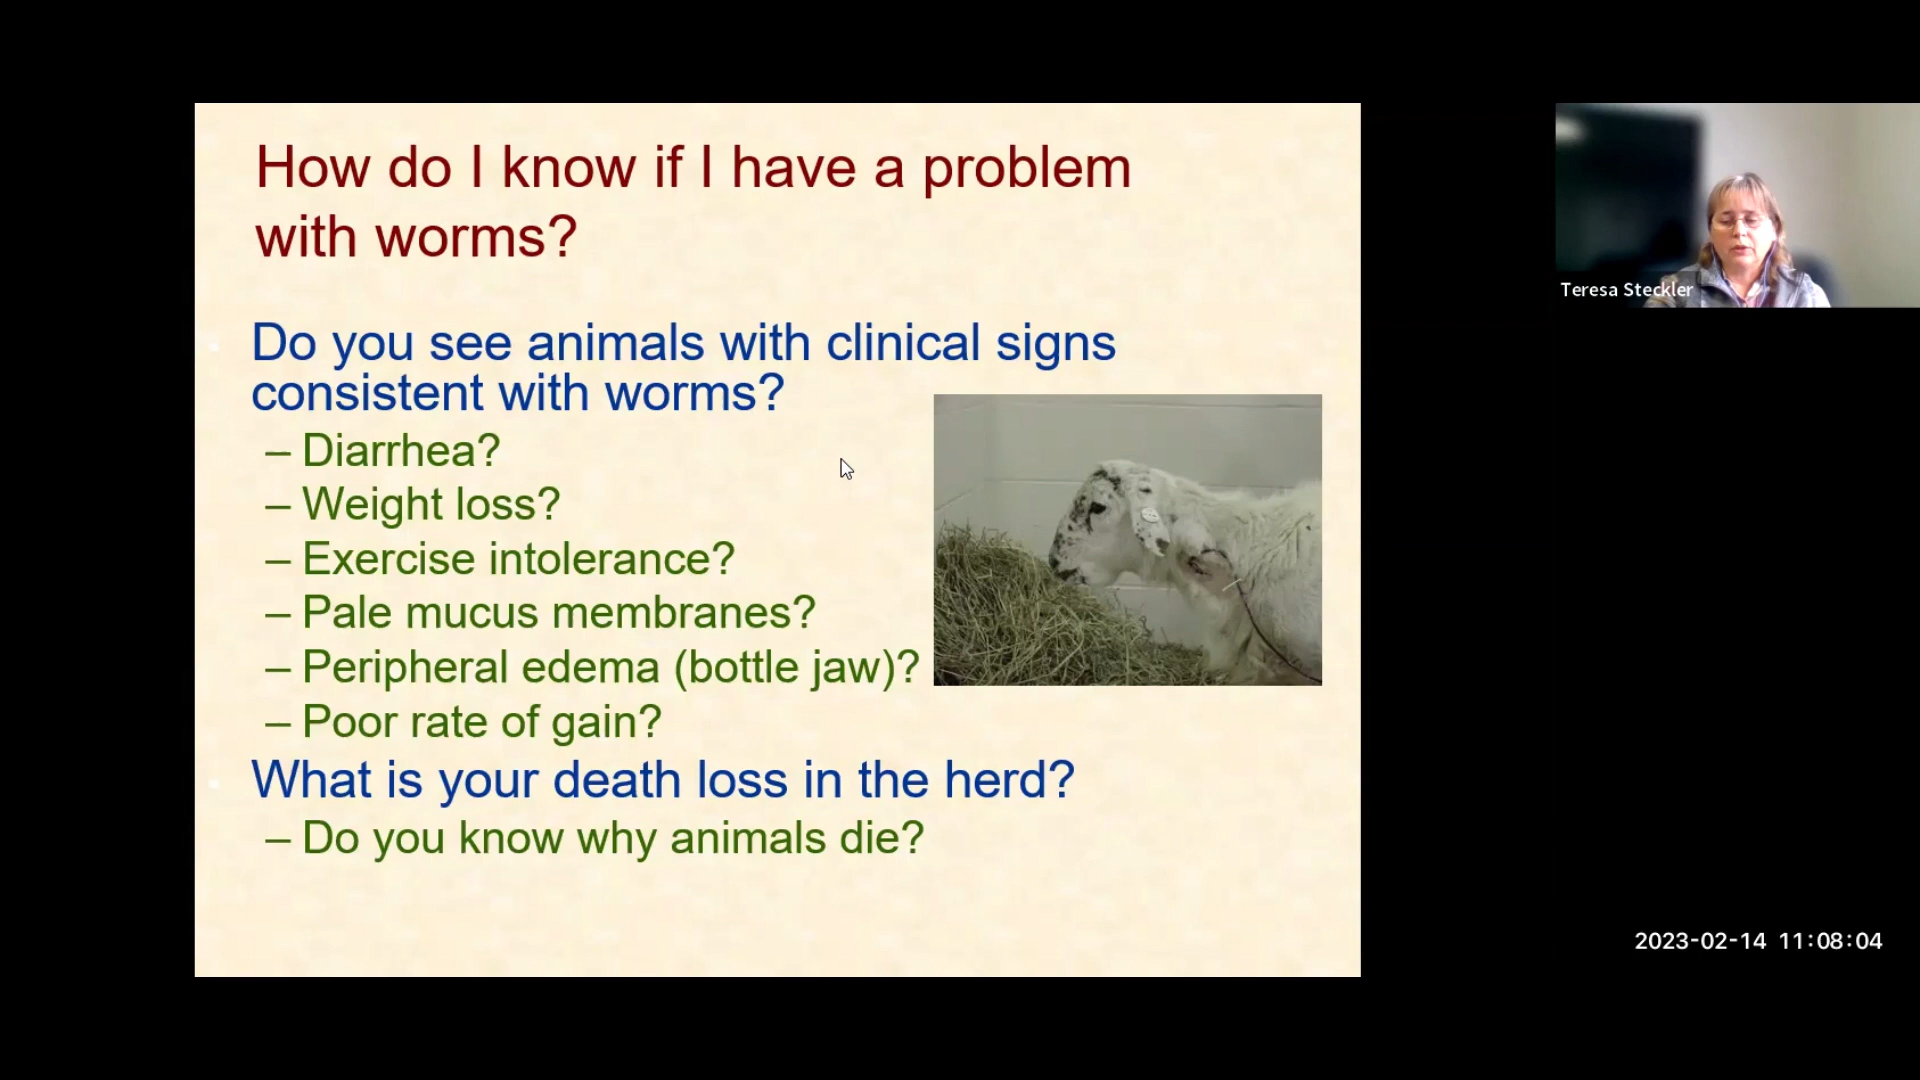 How do I know if I have a problem
with worms?
Do you see animals with clinical signs
consistent with worms?
– Diarrhea?
– Weight loss?
– Exercise intolerance?
– Pale mucus membranes?
– Peripheral edema (bottle jaw)?
– Poor rate of gain?
What is your death loss in the herd?
– Do you know why animals die?
Teresa Steckler
2023-02-14 11:08:04